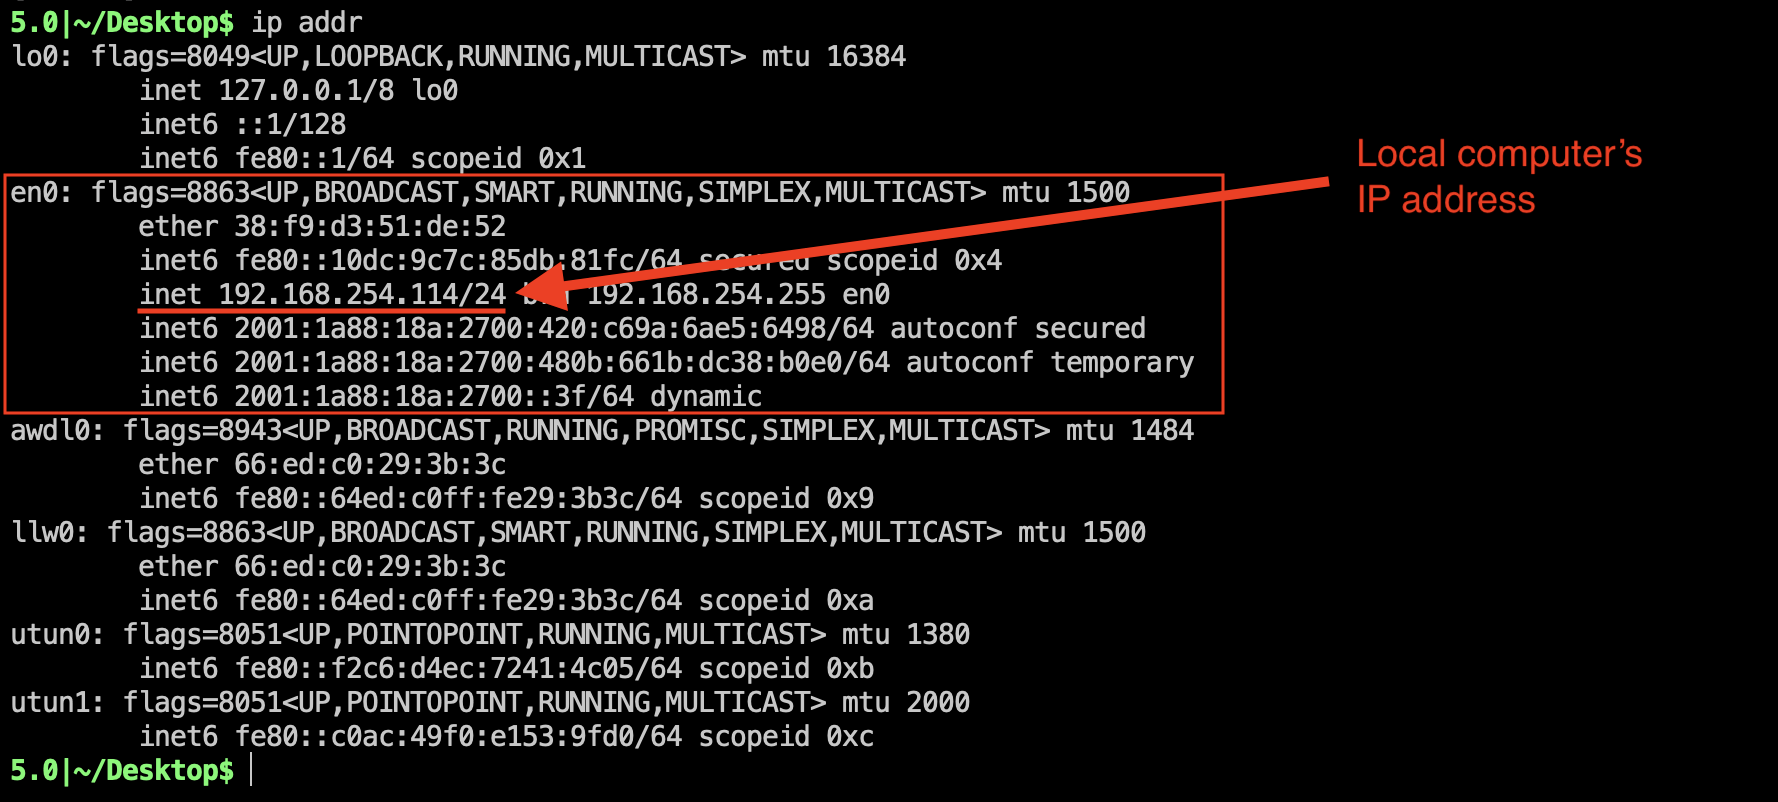 5.0|~/Desktop$ ip addr
lo0: flags=8049<UP,LOOPBACK,RUNNING,MULTICAST> mtu 16384
inet 127.0.0.1/8 lo0
inet6 ::1/128
inet6 fe80::1/64 scopeid 0x1
en0: flags=8863<UP,BROADCAST,SMART,RUNNING,SIMPLEX,MULTICAST> mtu 1500
ether 38:f9:d3:51:de:52
inet6 fe80::10dc:9c7c:85db:81fc/64 secured scopeid 0x4
inet 192.168.254.114/24 192.168.254.255 en0
inet6 2001:1a88:18a:2700:420:c69a:6ae5:6498/64 autoconf secured
inet6 2001:1a88:18a:2700:480b:661b:dc38:b0e0/64 autoconf temporary
inet6 2001:1a88:18a:2700::3f/64 dynamic
awdl0: flags=8943<UP,BROADCAST,RUNNING,PROMISC,SIMPLEX,MULTICAST> mtu 1484
ether 66:ed:c0:29:3b:3c
inet6 fe80::64ed:c0ff:fe29:3b3c/64 scopeid 0x9
llw0: flags=8863<UP,BROADCAST,SMART,RUNNING,SIMPLEX,MULTICAST> mtu 1500
ether 66:ed:c0:29:3b:3c
inet6 fe80::64ed:c0ff:fe29:3b3c/64 scopeid 0xa
utun0: flags=8051<UP,POINTOPOINT,RUNNING,MULTICAST> mtu 1380
inet6 fe80::f2c6:d4ec:7241:4c05/64 scopeid 0xb
utun1: flags=8051<UP,POINTOPOINT,RUNNING,MULTICAST> mtu 2000
inet6 fe80::c0ac:49f0:e153:9fd0/64 scopeid 0xc
5.0|~/Desktop$
Local computer’s
IP address